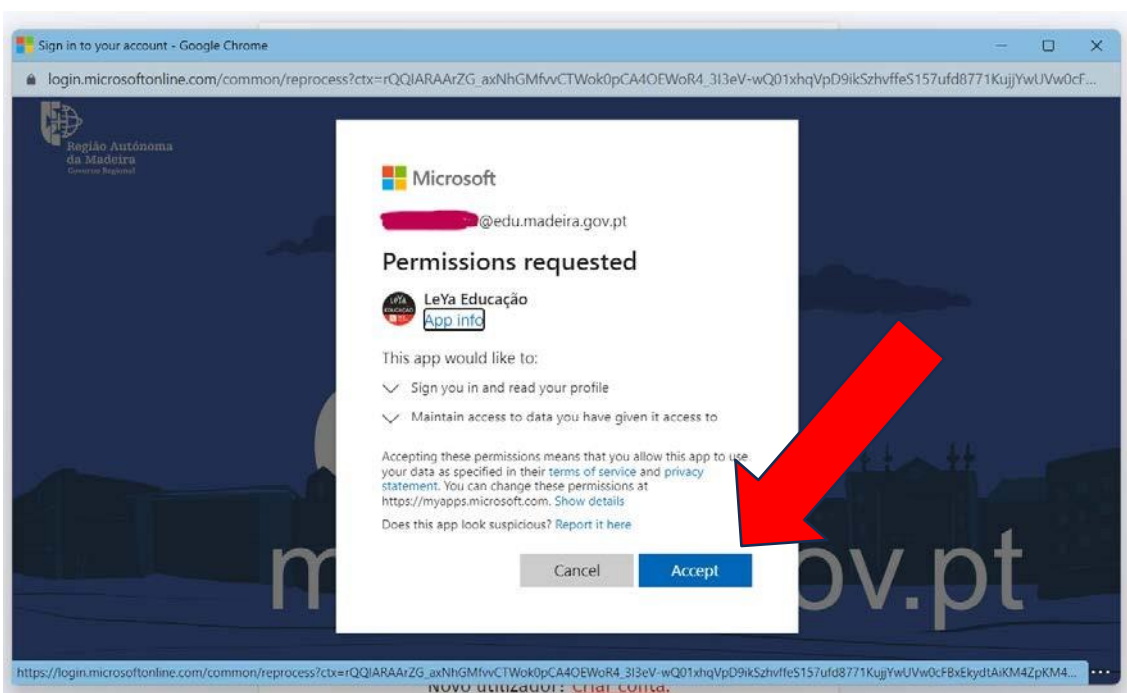 Sign in to your account - Google Chrome
login.microsoftonline.com/common/reprocess?ctx=rQQIARAArZG_axNhGMfvvCTWok0pCA4OEWoR4_3I3eV-wQ01xhqVpD9ikSzhvffeS157ufd8771KujjYwUVw0cF...
Região Autónoma
da Madeira
Governo Regional
Microsoft
@edu.madeira.gov.pt
Permissions requested
LeYa
EDUCAÇÃO
LeYa Educação
App info
This app would like to:
Sign you in and read your profile
Maintain access to data you have given it access to
Accepting these permissions means that you allow this app to use
your data as specified in their terms of service and privacy
statement. You can change these permissions at
https://myapps.microsoft.com. Show details
Does this app look suspicious? Report it here
Cancel
Accept
m
ov.pt
https://login.microsoftonline.com/common/reprocess?ctx=rQQIARAArZG_axNhGMfvvCTWok0pCA4OEWoR4_3I3eV-wQ01xhqVpD9ikSzhvffeS157ufd8771KujjYwUVw0cFBxEkydtAiKM4ZpKM4...
Novo utilizador? Criar conta.